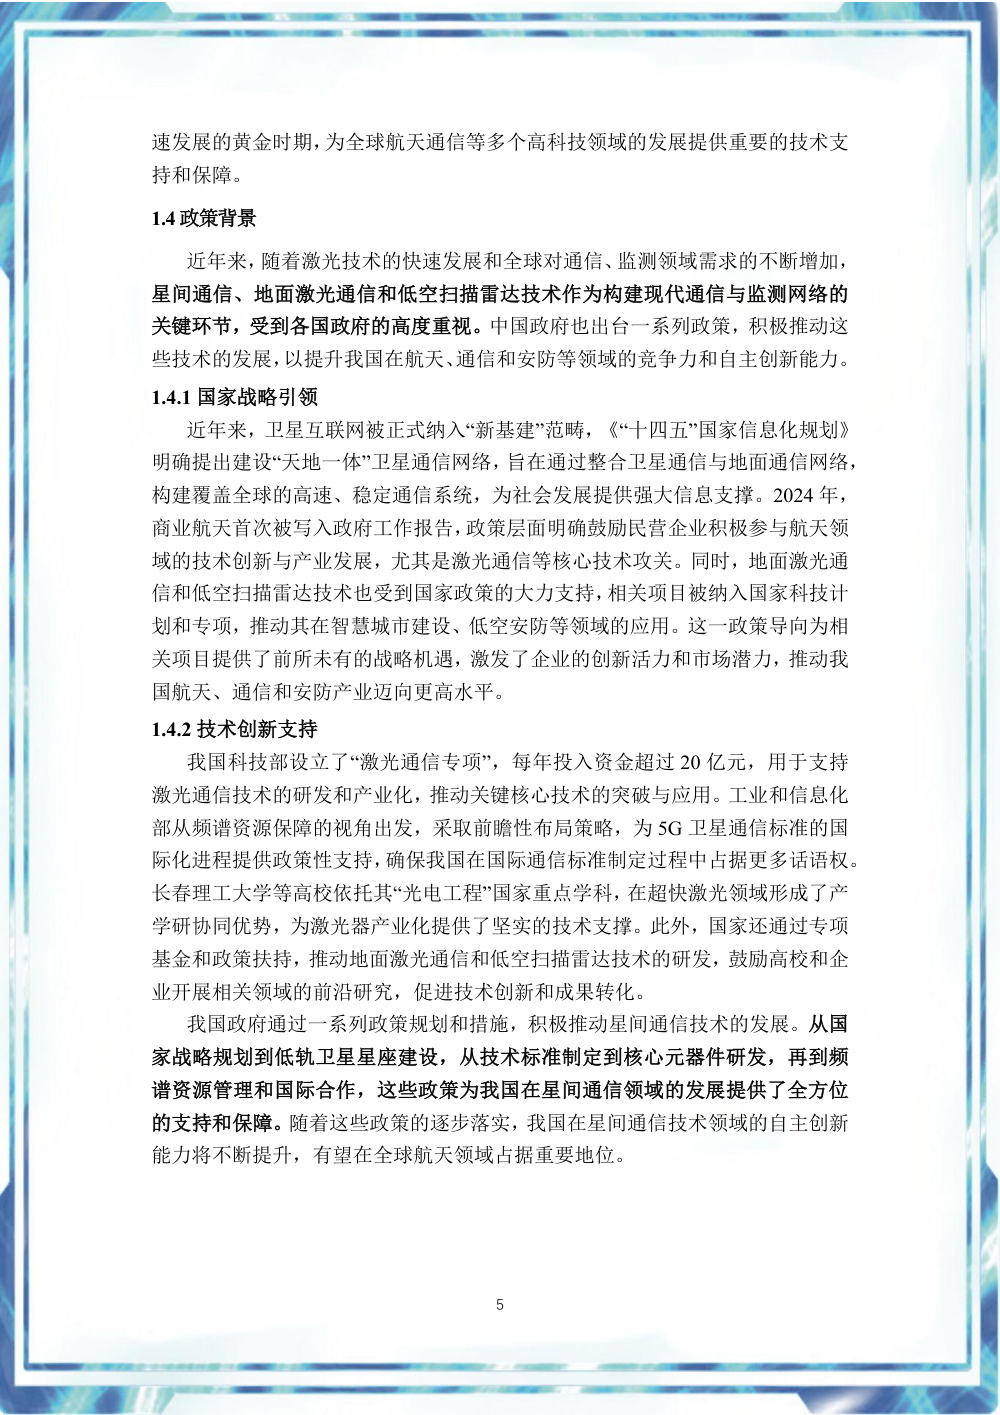 速发展的黄金时期，为全球航天通信等多个高科技领域的发展提供重要的技术支
持和保障。
1.4 政策背景
近年来，随着激光技术的快速发展和全球对通信、监测领域需求的不断增加，
星间通信、地面激光通信和低空扫描雷达技术作为构建现代通信与监测网络的
关键环节，受到各国政府的高度重视。中国政府也出台一系列政策，积极推动这
些技术的发展，以提升我国在航天、通信和安防等领域的竞争力和自主创新能力。
1.4.1 国家战略引领
近年来，卫星互联网被正式纳入“新基建”范畴，《“十四五”国家信息化规划》
明确提出建设“天地一体”卫星通信网络，旨在通过整合卫星通信与地面通信网络，
构建覆盖全球的高速、稳定通信系统，为社会发展提供强大信息支撑。2024 年，
商业航天首次被写入政府工作报告，政策层面明确鼓励民营企业积极参与航天领
域的技术创新与产业发展，尤其是激光通信等核心技术攻关。同时，地面激光通
信和低空扫描雷达技术也受到国家政策的大力支持，相关项目被纳入国家科技计
划和专项，推动其在智慧城市建设、低空安防等领域的应用。这一政策导向为相
关项目提供了前所未有的战略机遇，激发了企业的创新活力和市场潜力，推动我
国航天、通信和安防产业迈向更高水平。
1.4.2 技术创新支持
我国科技部设立了“激光通信专项”，每年投入资金超过 20 亿元，用于支持
激光通信技术的研发和产业化，推动关键核心技术的突破与应用。工业和信息化
部从频谱资源保障的视角出发，采取前瞻性布局策略，为 5G 卫星通信标准的国
际化进程提供政策性支持，确保我国在国际通信标准制定过程中占据更多话语权。
长春理工大学等高校依托其“光电工程”国家重点学科，在超快激光领域形成了产
学研协同优势，为激光器产业化提供了坚实的技术支撑。此外，国家还通过专项
基金和政策扶持，推动地面激光通信和低空扫描雷达技术的研发，鼓励高校和企
业开展相关领域的前沿研究，促进技术创新和成果转化。
我国政府通过一系列政策规划和措施，积极推动星间通信技术的发展。从国
家战略规划到低轨卫星星座建设，从技术标准制定到核心元器件研发，再到频
谱资源管理和国际合作，这些政策为我国在星间通信领域的发展提供了全方位
的支持和保障。随着这些政策的逐步落实，我国在星间通信技术领域的自主创新
能力将不断提升，有望在全球航天领域占据重要地位。
5